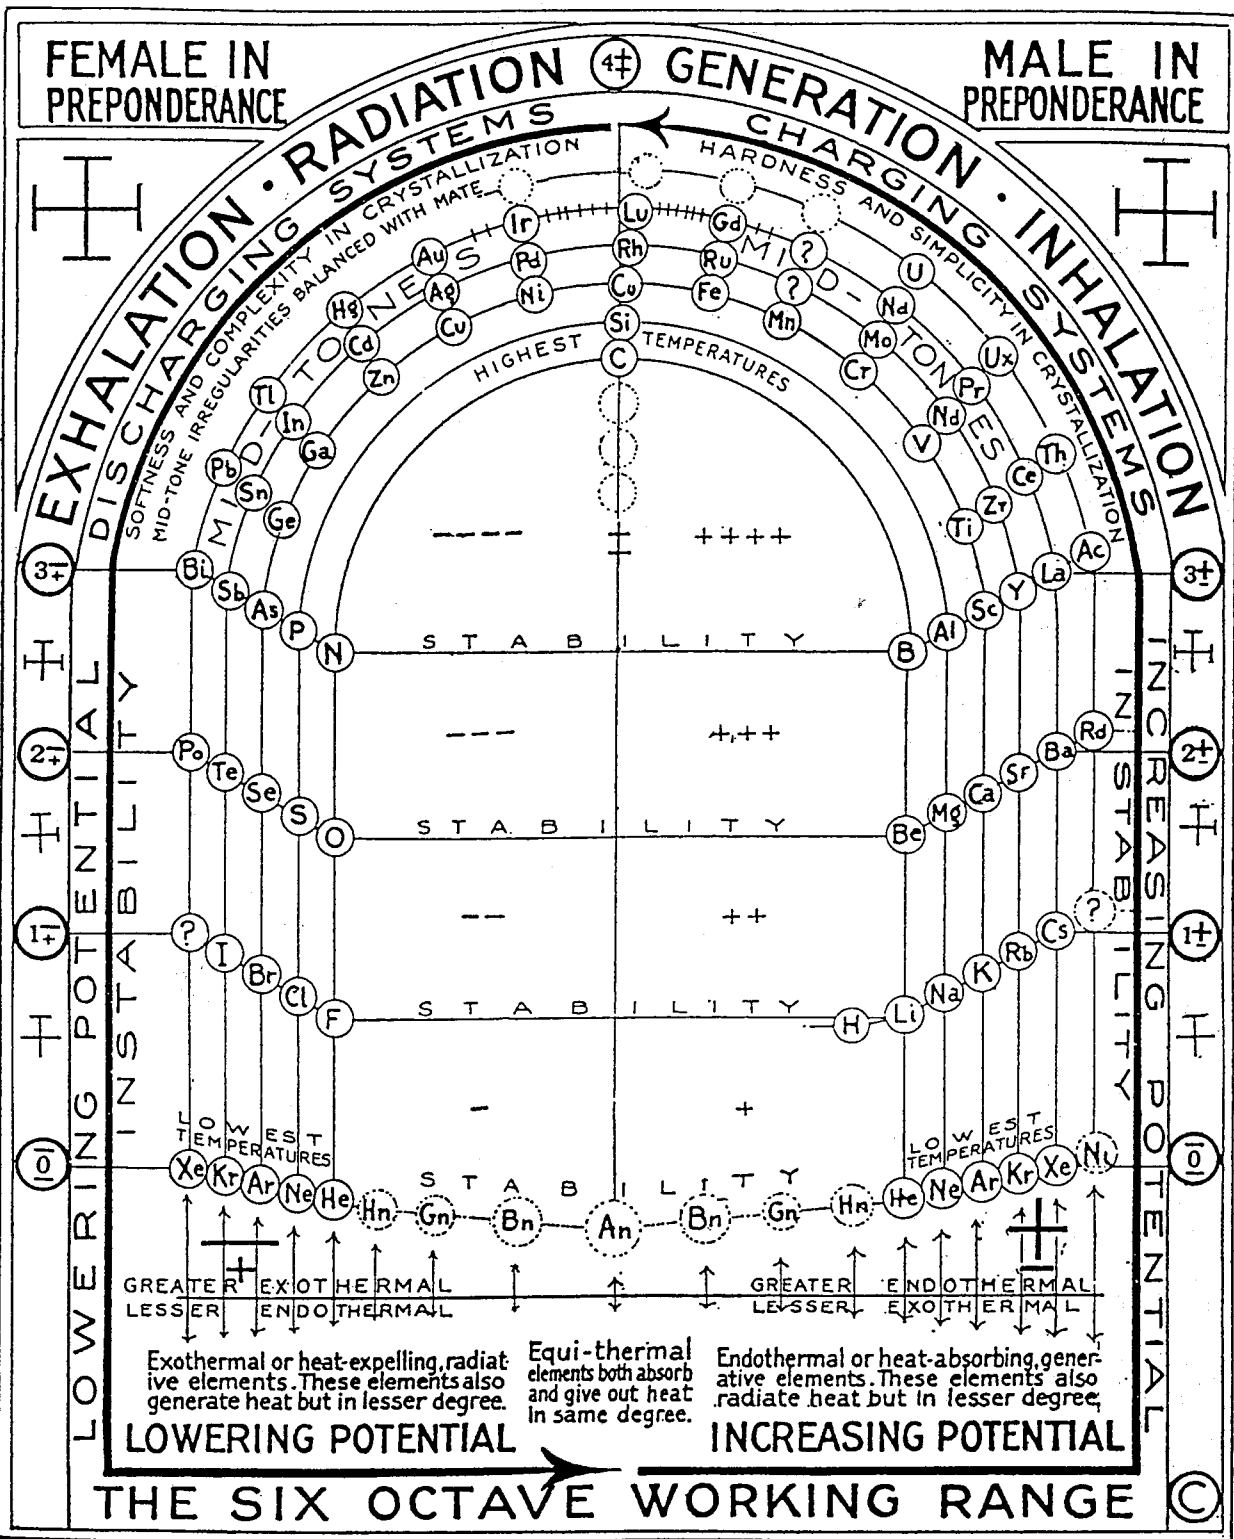 FEMALE IN
PREPONDERANCE
MALE IN
PREPONDERANCE
EXHALATION · RADIATION
4‡
GENERATION · INHALATION
DISCHARGING SYSTEMS
CHARGING SYSTEMS
SOFTNESS AND COMPLEXITY IN CRYSTALLIZATION
MID-TONE IRREGULARITIES BALANCED WITH MATE
HARDNESS AND SIMPLICITY IN CRYSTALLIZATION
MID-TONES
MID-TONES
HIGHEST TEMPERATURES
Ir Lu Gd ?
Au Pd Rh Ru U
Hg Ag Ni Co Fe ? Nd
Cd Cu Si Mn Mo Ux
Tl Zn C Cr Pr
In Ga V Nd
Pb Sn Ge Ti Zr Ce Th
---- ++++
3
Bi Sb As P N
STABILITY
B Al Sc Y La Ac
3±
--- +++
2
Po Te Se S O
STABILITY
Be Mg Ca Sr Ba Rd
2±
-- ++
1
? I Br Cl F
STABILITY
H Li Na K Rb Cs ?
1±
- +
LOWEST
TEMPERATURES
LOWEST
TEMPERATURES
0
Xe Kr Ar Ne He Hn Gn Bn An Bn Gn Hn He Ne Ar Kr Xe
0
STABILITY
LOWERING POTENTIAL
INSTABILITY
INSTABILITY
INCREASING POTENTIAL
GREATER EXOTHERMAL
LESSER ENDOTHERMAL
GREATER ENDOTHERMAL
LESSER EXOTHERMAL
Exothermal or heat-expelling, radiat-
ive elements. These elements also
generate heat but in lesser degree.
Equi-thermal
elements both absorb
and give out heat
in same degree.
Endothermal or heat-absorbing, gener-
ative elements. These elements also
radiate heat but in lesser degree,
LOWERING POTENTIAL
INCREASING POTENTIAL
THE SIX OCTAVE WORKING RANGE
©